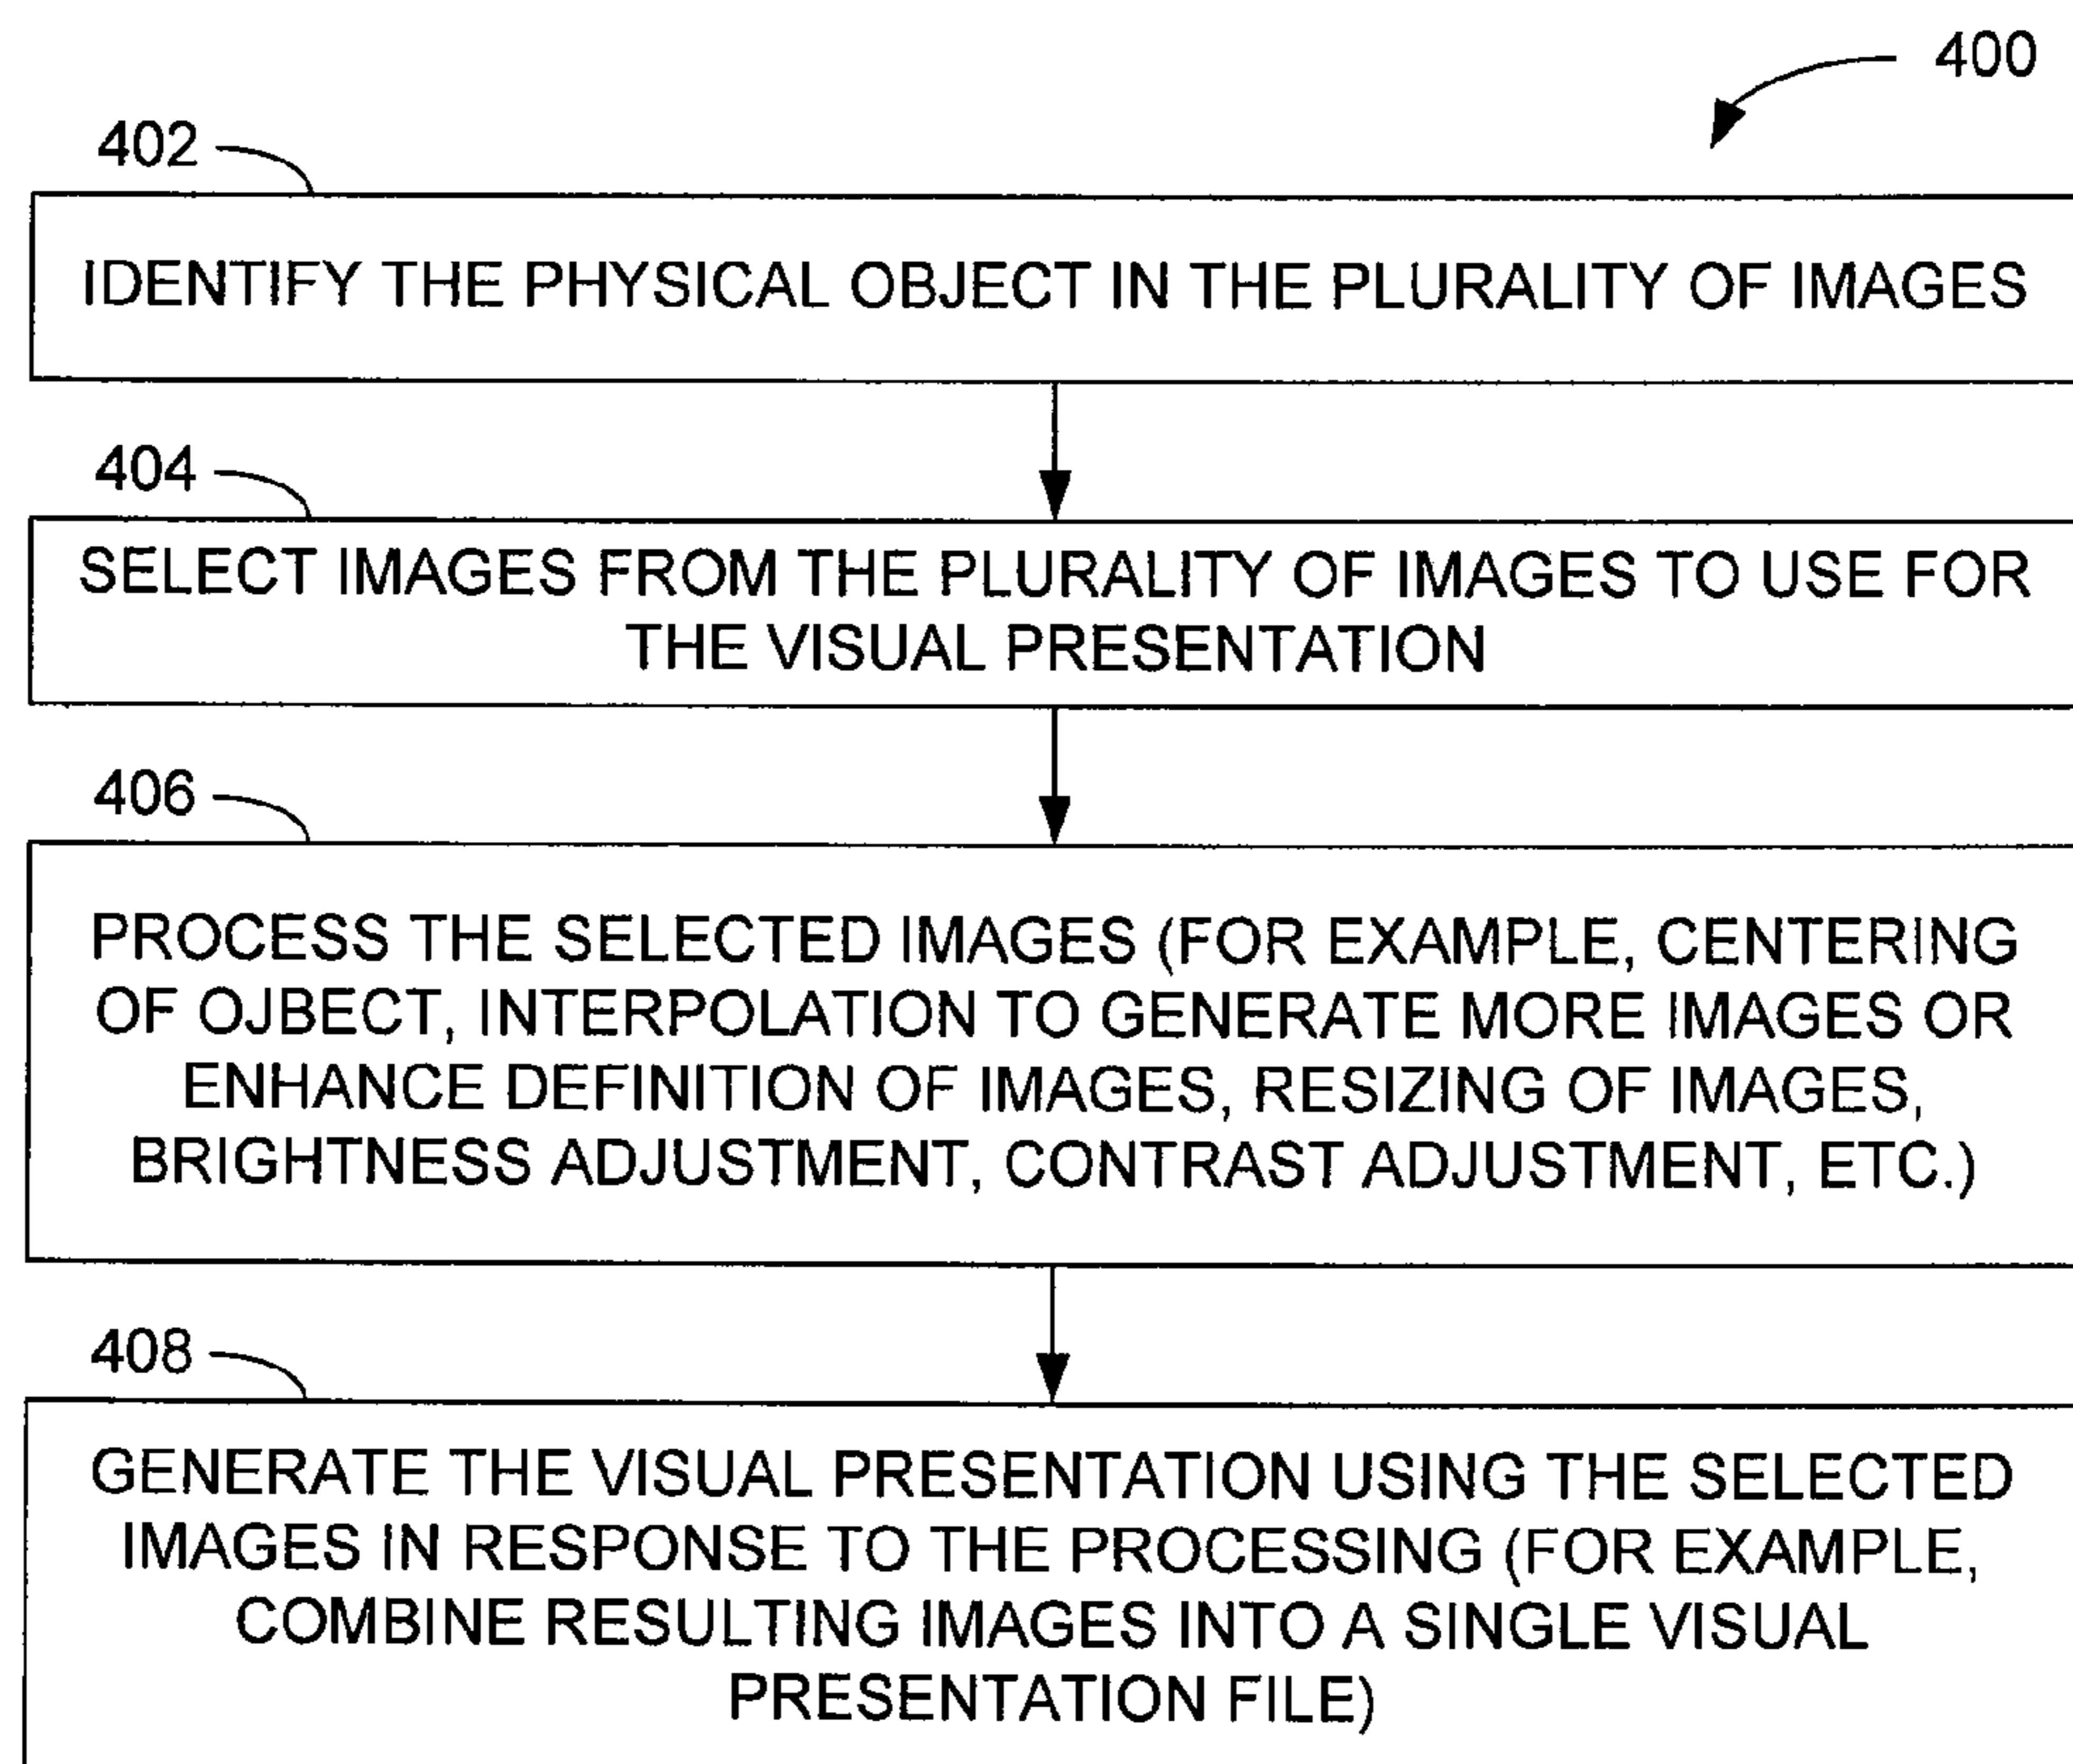 400
402
IDENTIFY THE PHYSICAL OBJECT IN THE PLURALITY OF IMAGES
404
SELECT IMAGES FROM THE PLURALITY OF IMAGES TO USE FOR
THE VISUAL PRESENTATION
406
PROCESS THE SELECTED IMAGES (FOR EXAMPLE, CENTERING
OF OJBECT, INTERPOLATION TO GENERATE MORE IMAGES OR
ENHANCE DEFINITION OF IMAGES, RESIZING OF IMAGES,
BRIGHTNESS ADJUSTMENT, CONTRAST ADJUSTMENT, ETC.)
408
GENERATE THE VISUAL PRESENTATION USING THE SELECTED
IMAGES IN RESPONSE TO THE PROCESSING (FOR EXAMPLE,
COMBINE RESULTING IMAGES INTO A SINGLE VISUAL
PRESENTATION FILE)